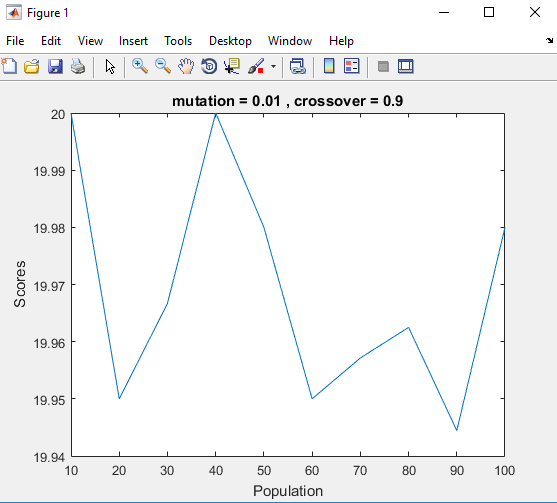 Figure 1
File Edit View Insert Tools Desktop Window Help
mutation = 0.01 , crossover = 0.9
20
19.99
19.98
19.97
19.96
19.95
19.94
Scores
10 20 30 40 50 60 70 80 90 100
Population